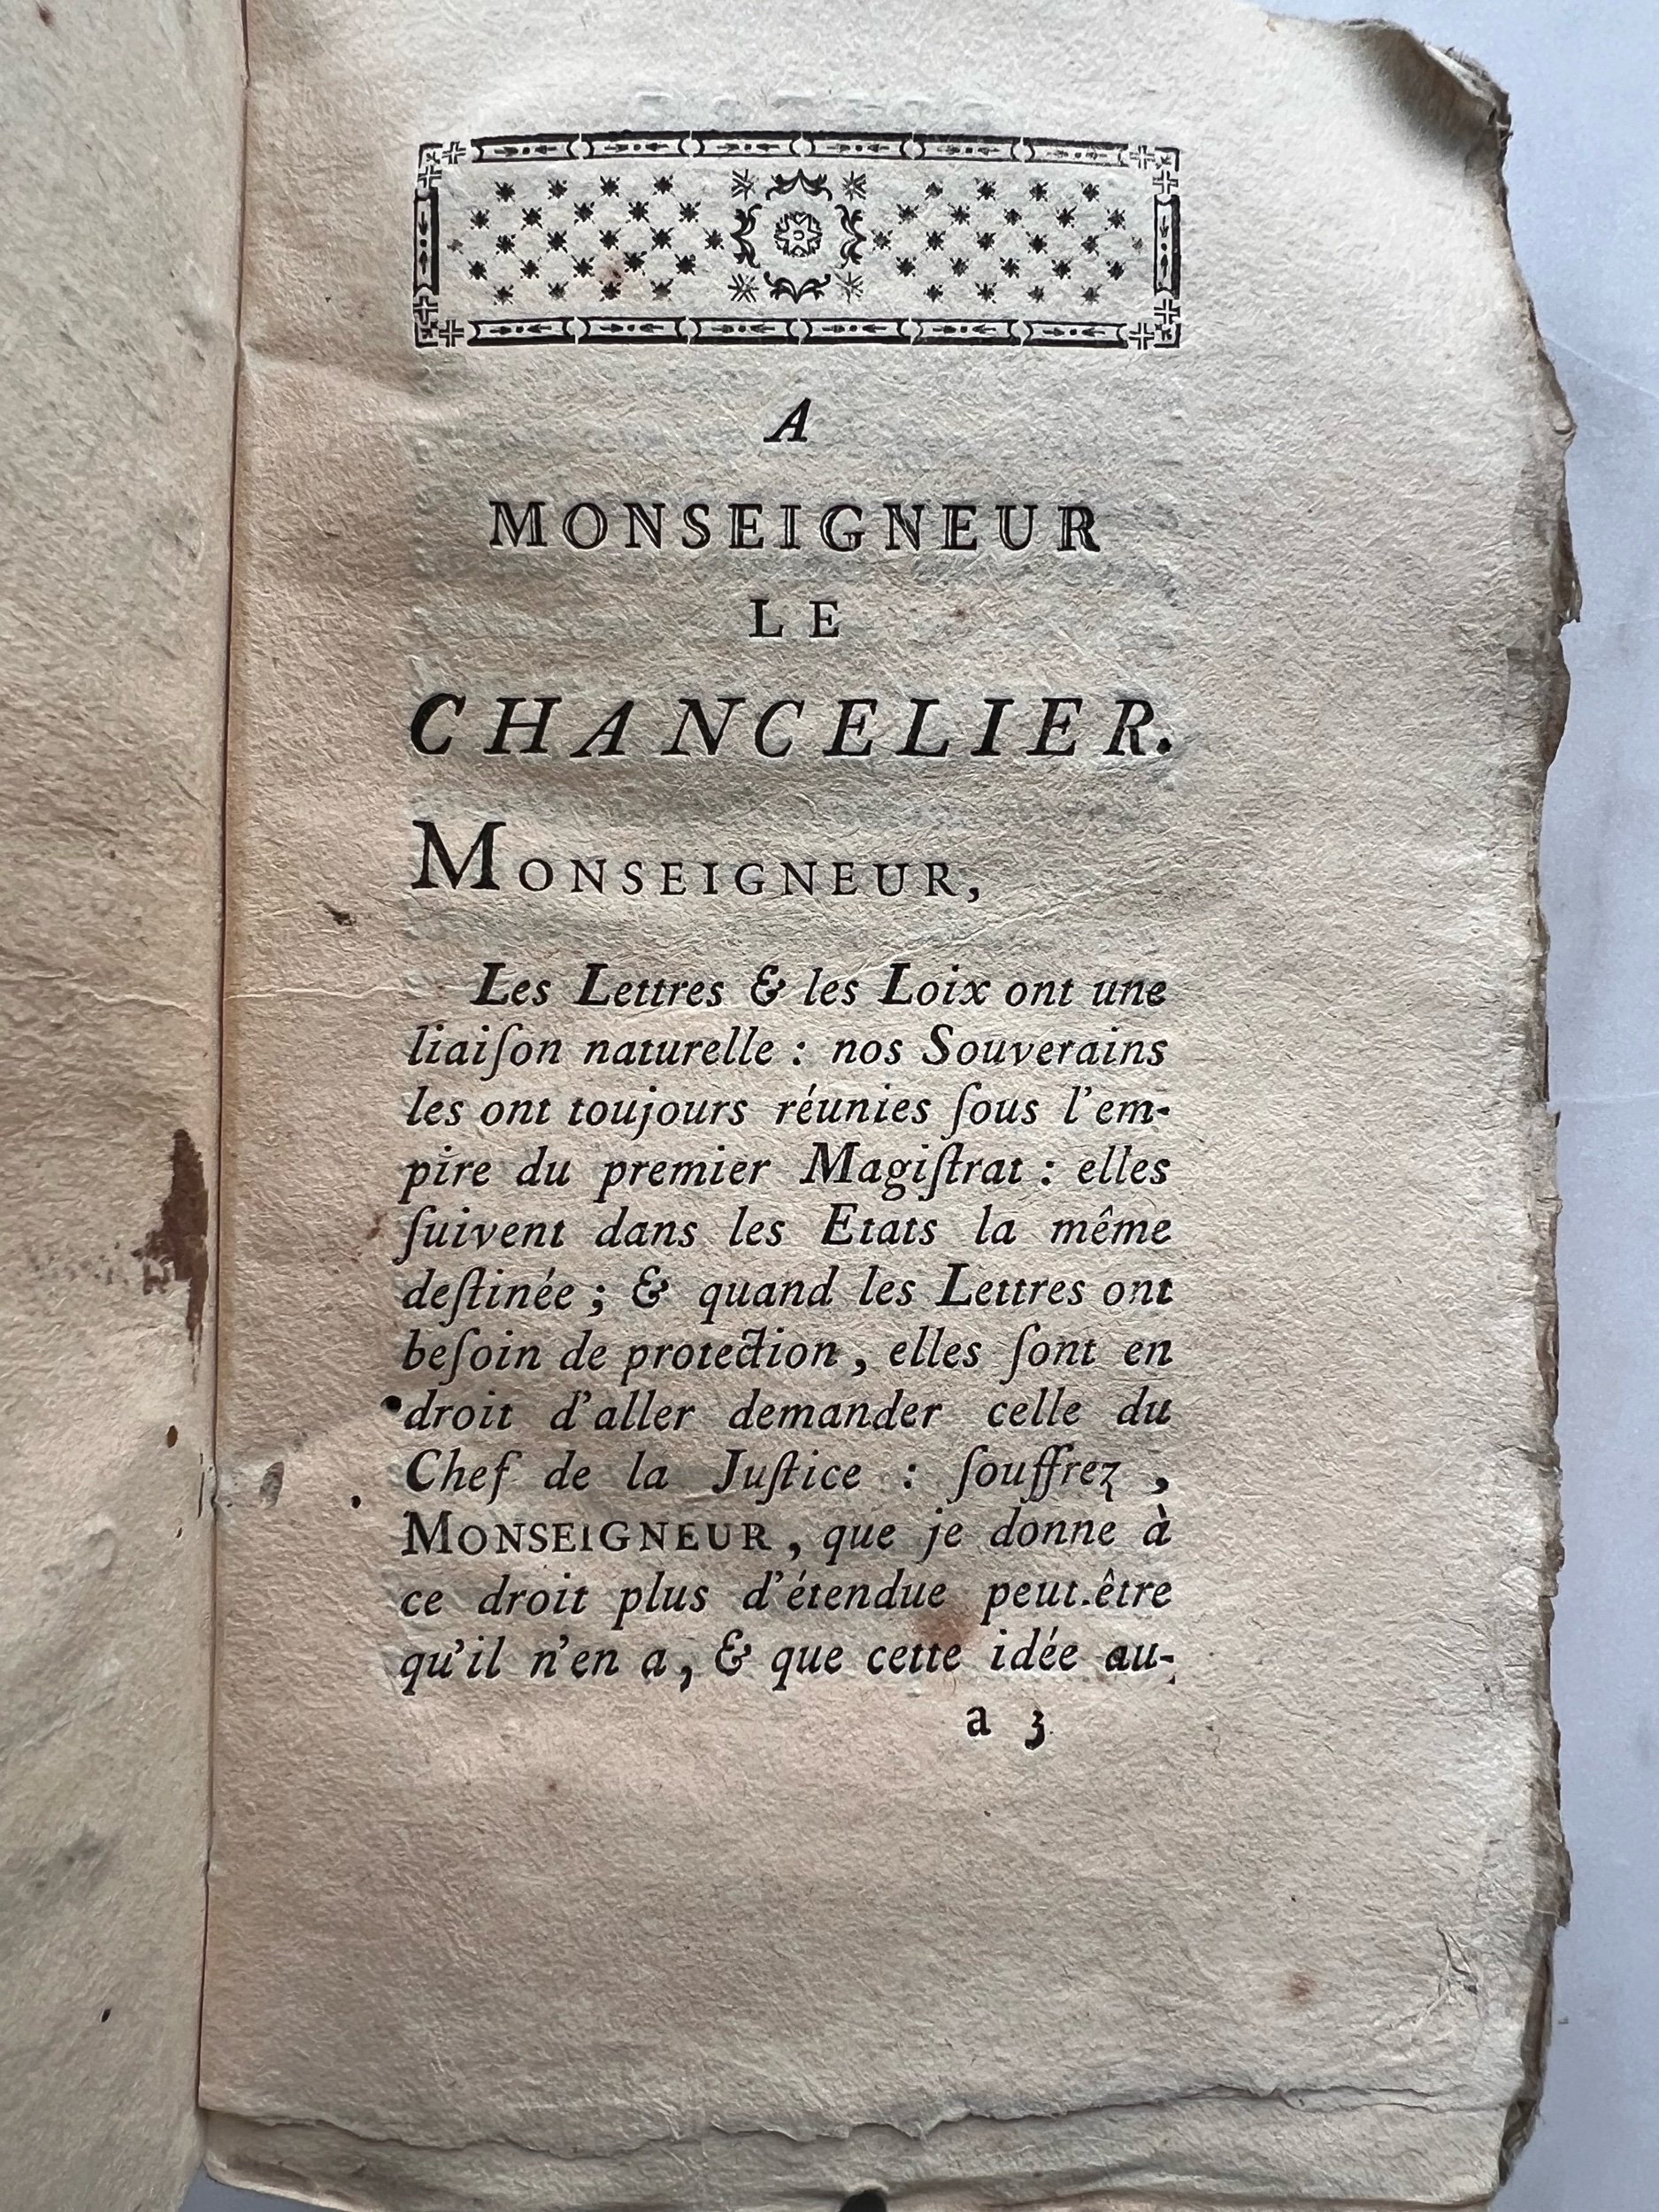 A
MONSEIGNEUR
LE
CHANCELIER.
MONSEIGNEUR,
Les Lettres & les Loix ont une
liaiſon naturelle : nos Souverains
les ont toujours réunies ſous l'em-
pire du premier Magiſtrat : elles
ſuivent dans les Etats la même
deſtinée ; & quand les Lettres ont
beſoin de protection, elles ſont en
droit d'aller demander celle du
Chef de la Juſtice : ſouffrez ,
MONSEIGNEUR, que je donne à
ce droit plus d'étendue peut.être
qu'il n'en a, & que cette idée au-
a 3